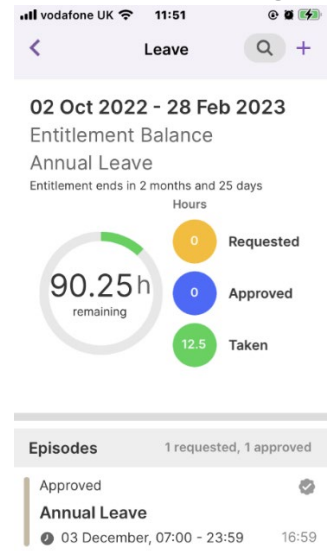 vodafone UK 11:51
Leave
02 Oct 2022 - 28 Feb 2023
Entitlement Balance
Annual Leave
Entitlement ends in 2 months and 25 days
Hours
0 Requested
90.25h
remaining
0 Approved
12.5 Taken
Episodes 1 requested, 1 approved
Approved
Annual Leave
03 December, 07:00 - 23:59 16:59